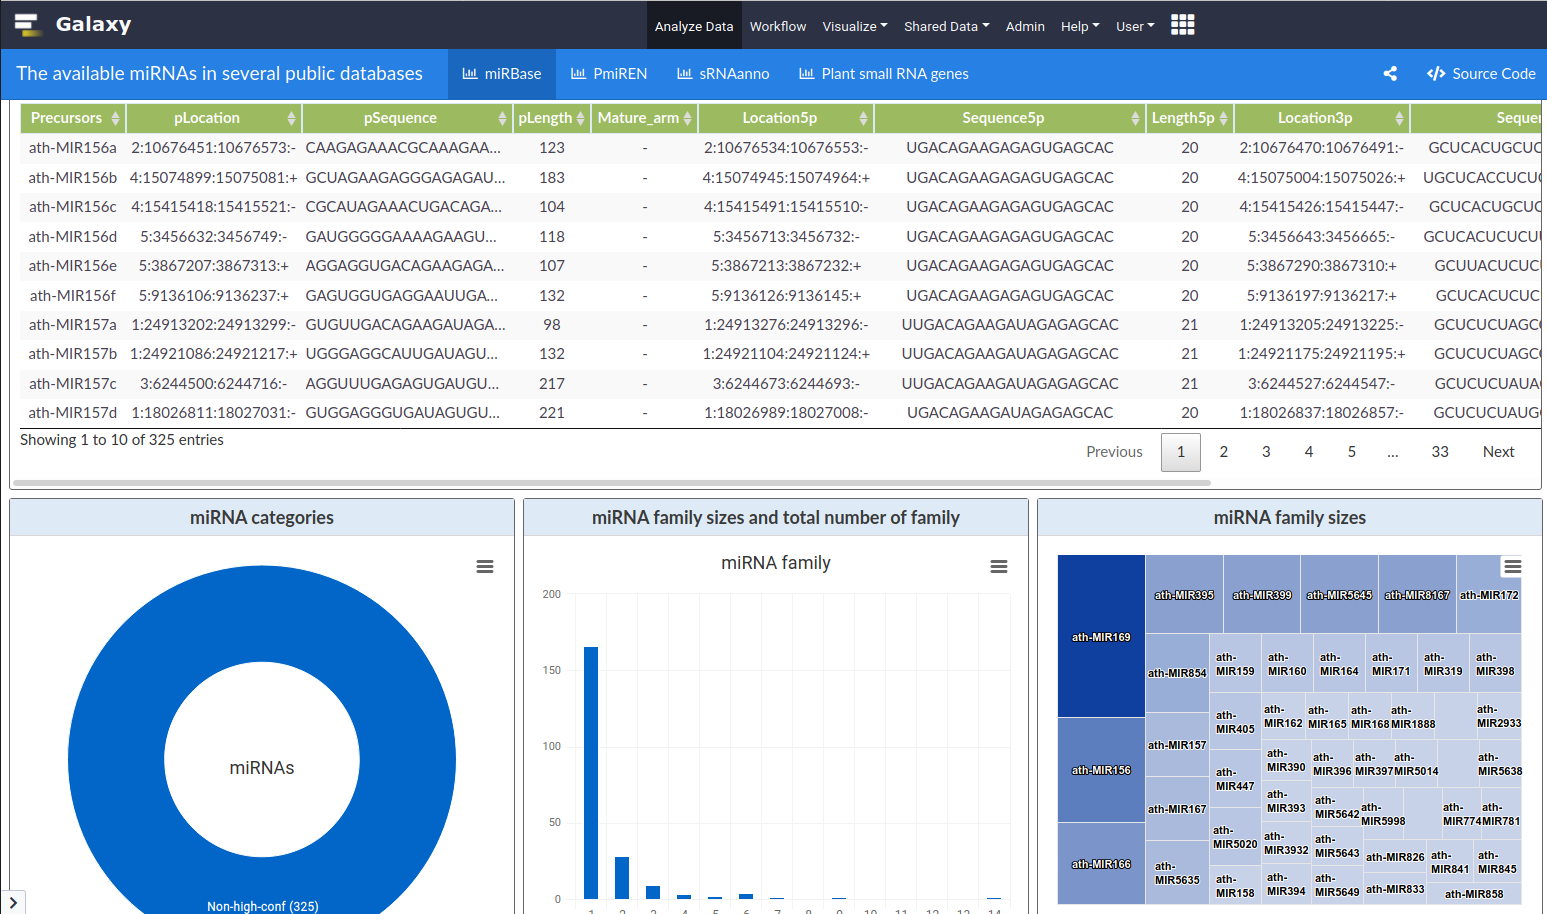 Galaxy Analyze Data Workflow Visualize Shared Data Admin Help User
The available miRNAs in several public databases miRBase PmiREN sRNAanno Plant small RNA genes Source Code
Precursors pLocation pSequence pLength Mature_arm Location5p Sequence5p Length5p Location3p Sequer
ath-MIR156a 2:10676451:10676573:- CAAGAGAAACGCAAAGAA... 123 - 2:10676534:10676553:- UGACAGAAGAGAGUGAGCAC 20 2:10676470:10676491:- GCUCACUGCUC
ath-MIR156b 4:15074899:15075081:+ GCUAGAAGAGGGAGAGAU... 183 - 4:15074945:15074964:+ UGACAGAAGAGAGUGAGCAC 20 4:15075004:15075026:+ UGCUCACCUCUC
ath-MIR156c 4:15415418:15415521:- CGCAUAGAAACUGACAGA... 104 - 4:15415491:15415510:- UGACAGAAGAGAGUGAGCAC 20 4:15415426:15415447:- GCUCACUGCUC
ath-MIR156d 5:3456632:3456749:- GAUGGGGGAAAAGAAGU... 118 - 5:3456713:3456732:- UGACAGAAGAGAGUGAGCAC 20 5:3456643:3456665:- GCUCACUCUCUU
ath-MIR156e 5:3867207:3867313:+ AGGAGGUGACAGAAGAGA... 107 - 5:3867213:3867232:+ UGACAGAAGAGAGUGAGCAC 20 5:3867290:3867310:+ GCUUACUCUC
ath-MIR156f 5:9136106:9136237:+ GAGUGGUGAGGAAUUGA... 132 - 5:9136126:9136145:+ UGACAGAAGAGAGUGAGCAC 20 5:9136197:9136217:+ GCUCACUCUC
ath-MIR157a 1:24913202:24913299:- GUGUUGACAGAAGAUAGA... 98 - 1:24913276:24913296:- UUGACAGAAGAUAGAGAGCAC 21 1:24913205:24913225:- GCUCUCUAGC
ath-MIR157b 1:24921086:24921217:+ UGGGAGGCAUUGAUAGU... 132 - 1:24921104:24921124:+ UUGACAGAAGAUAGAGAGCAC 21 1:24921175:24921195:+ GCUCUCUAGC
ath-MIR157c 3:6244500:6244716:- AGGUUUGAGAGUGAUGU... 217 - 3:6244673:6244693:- UUGACAGAAGAUAGAGAGCAC 21 3:6244527:6244547:- GCUCUCUAUA
ath-MIR157d 1:18026811:18027031:- GUGGAGGGUGAUAGUGU... 221 - 1:18026989:18027008:- UGACAGAAGAUAGAGAGCAC 20 1:18026837:18026857:- GCUCUCUAUG
Showing 1 to 10 of 325 entries
Previous 1 2 3 4 5 ... 33 Next
miRNA categories
miRNAs
Non-high-conf (325)
miRNA family sizes and total number of family
miRNA family
200
150
100
50
0
1 2 3 4 5 6 7 8 9 10 11 12 13 14
miRNA family sizes
ath-MIR169
ath-MIR156
ath-MIR166
ath-MIR395 ath-MIR399 ath-MIR5645 ath-MIR8167 ath-MIR172
ath-MIR854
ath-MIR157
ath-MIR167
ath-MIR5635
ath-MIR159 ath-MIR160 ath-MIR164 ath-MIR171 ath-MIR319 ath-MIR398
ath-MIR405
ath-MIR447
ath-MIR5020
ath-MIR158
ath-MIR162 ath-MIR165 ath-MIR168 ath-MIR1888 ath-MIR2933
ath-MIR390 ath-MIR396 ath-MIR397 ath-MIR5014 ath-MIR5638
ath-MIR393
ath-MIR3932
ath-MIR394
ath-MIR5642 ath-MIR5998 ath-MIR774 ath-MIR781
ath-MIR5643
ath-MIR5649
ath-MIR826 ath-MIR841 ath-MIR845
ath-MIR833 ath-MIR858